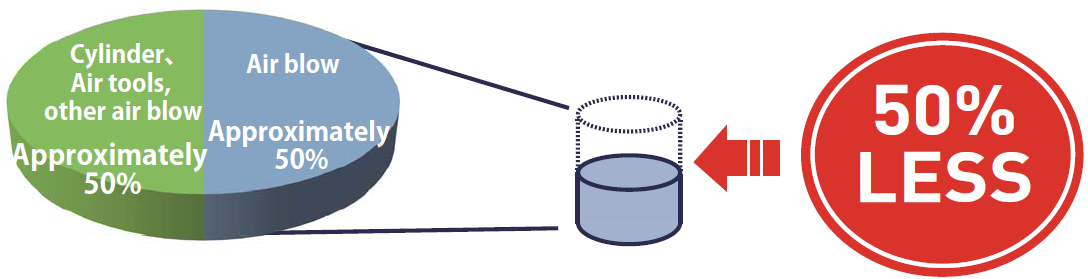 Cylinder、
Air tools,
other air blow
Approximately
50%
Air blow
Approximately
50%
50%
LESS